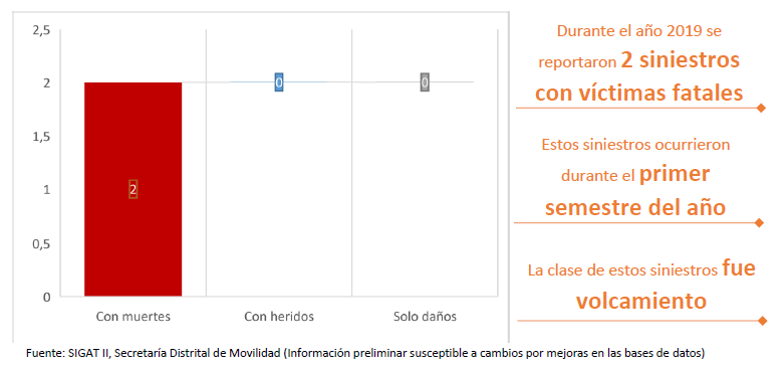 2,5
2
1,5
1
0,5
0
2
0
0
Con muertes
Con heridos
Solo daños
Durante el año 2019 se
reportaron 2 siniestros
con víctimas fatales
Estos siniestros ocurrieron
durante el primer
semestre del año
La clase de estos siniestros fue
volcamiento
Fuente: SIGAT II, Secretaría Distrital de Movilidad (Información preliminar susceptible a cambios por mejoras en las bases de datos)